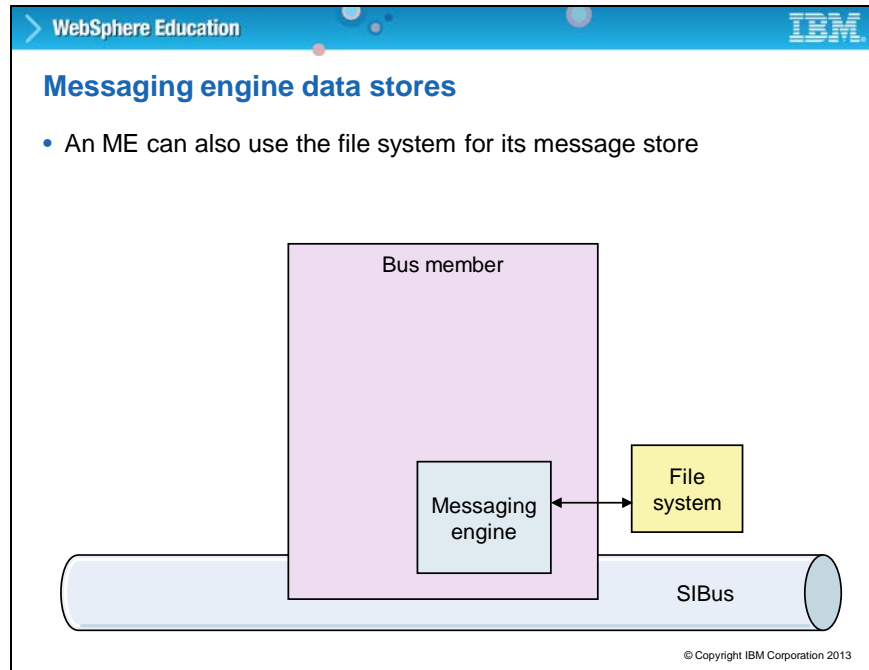 WebSphere Education
IBM.
Messaging engine data stores
• An ME can also use the file system for its message store
Bus member
Messaging
engine
File
system
SIBus
© Copyright IBM Corporation 2013